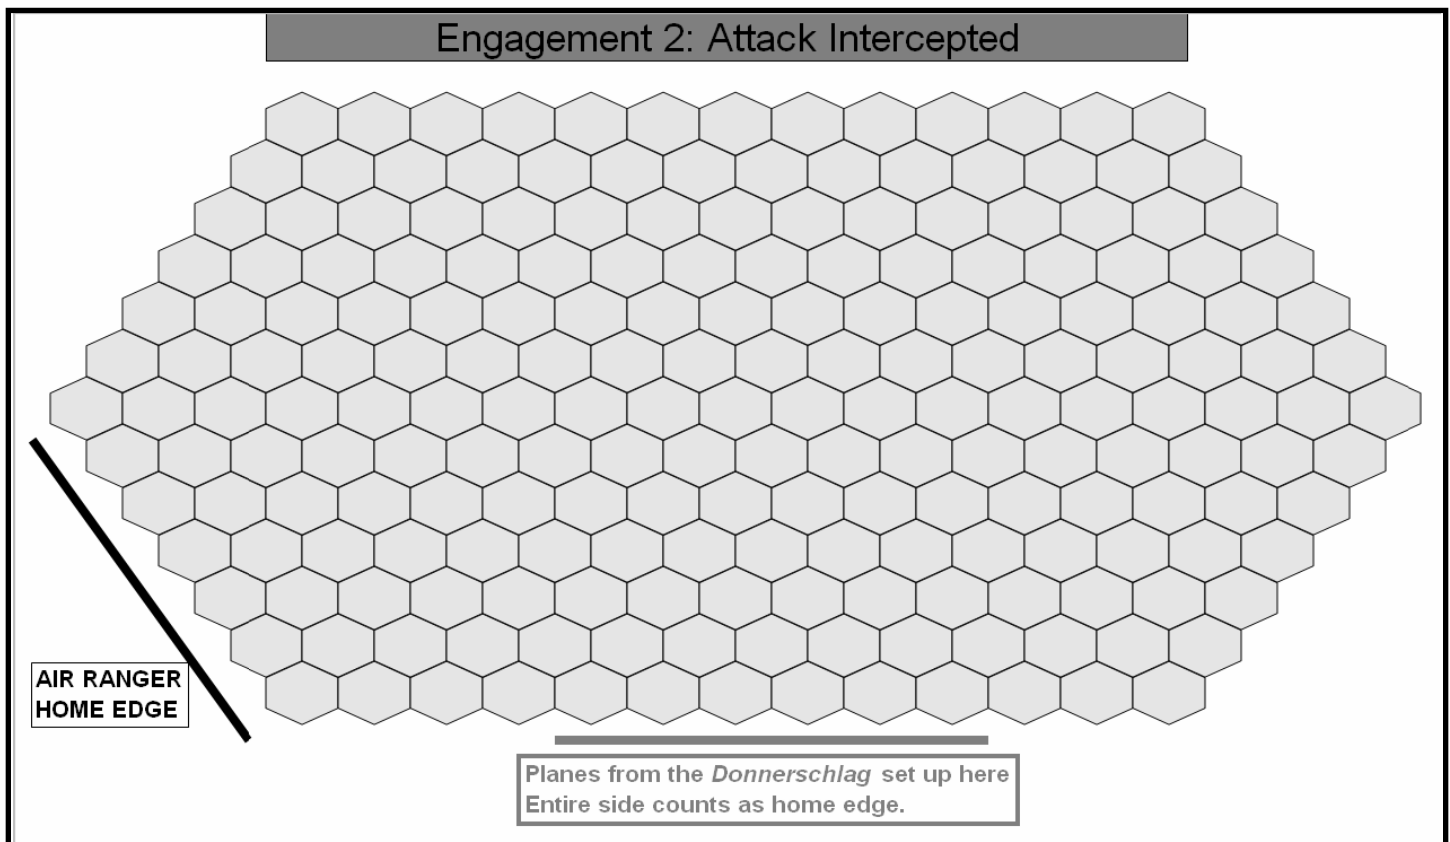 Engagement 2: Attack Intercepted
AIR RANGER
HOME EDGE
Planes from the Donnerschlag set up here
Entire side counts as home edge.